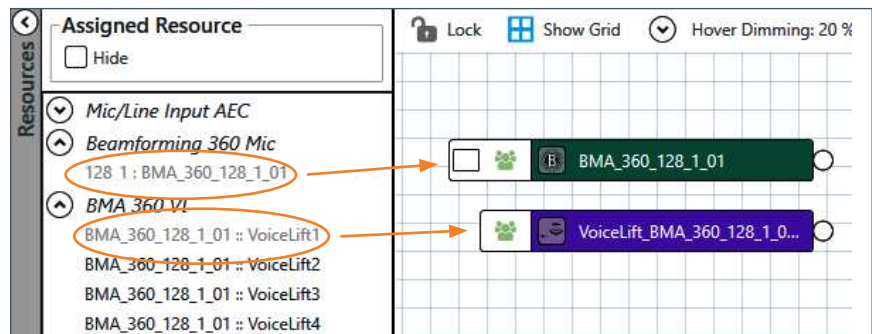 Resources
Assigned Resource
Hide
Mic/Line Input AEC
Beamforming 360 Mic
128 1 : BMA_360_128_1_01
BMA 360 VL
BMA_360_128_1_01 :: VoiceLift1
BMA_360_128_1_01 :: VoiceLift2
BMA_360_128_1_01 :: VoiceLift3
BMA_360_128_1_01 :: VoiceLift4
Lock
Show Grid
Hover Dimming: 20 %
B
BMA_360_128_1_01
VoiceLift_BMA_360_128_1_0...